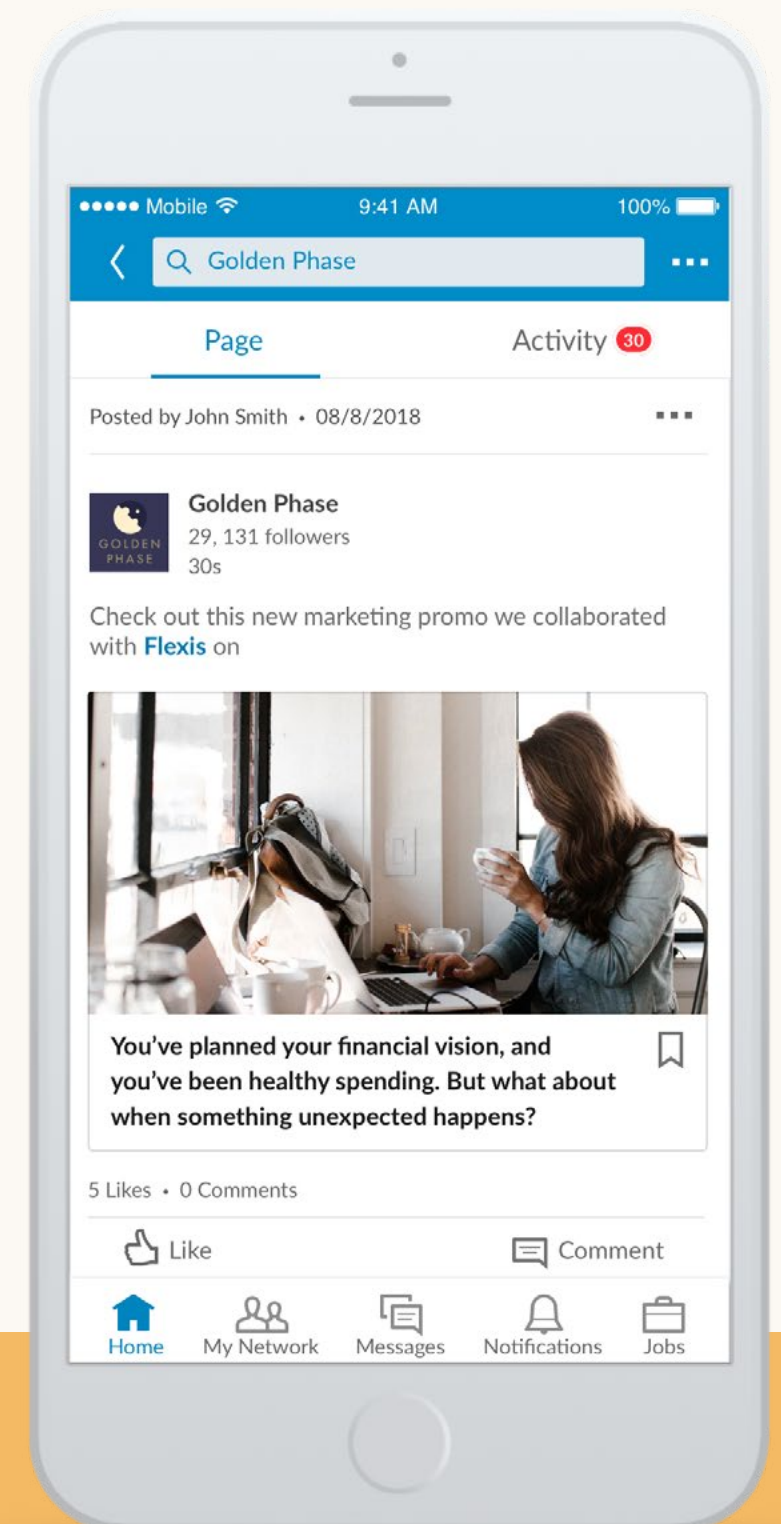 Mobile 9:41 AM 100%
Golden Phase
Page Activity 30
Posted by John Smith • 08/8/2018
GOLDEN
PHASE
Golden Phase
29, 131 followers
30s
Check out this new marketing promo we collaborated
with Flexis on
You’ve planned your financial vision, and
you’ve been healthy spending. But what about
when something unexpected happens?
5 Likes • 0 Comments
Like Comment
Home My Network Messages Notifications Jobs